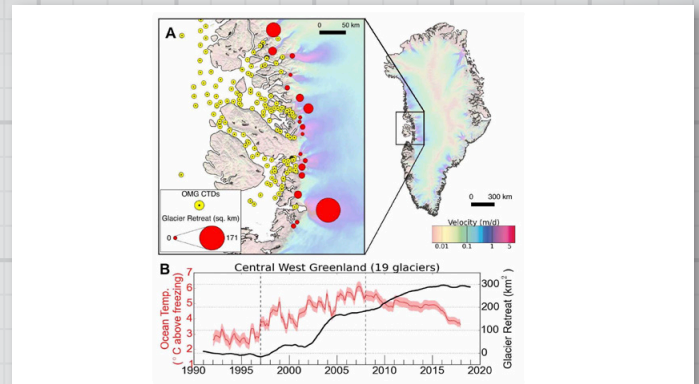 A
0 50 km
OMG CTDs
Glacier Retreat (sq. km)
0 171
0 300 km
Velocity (m/d)
0.01 0.1 1 5
B
Central West Greenland (19 glaciers)
Ocean Temp.
(°C above freezing)
7
6
5
4
3
2
1
300
200
100
0
Glacier Retreat (km²)
1990 1995 2000 2005 2010 2015 2020